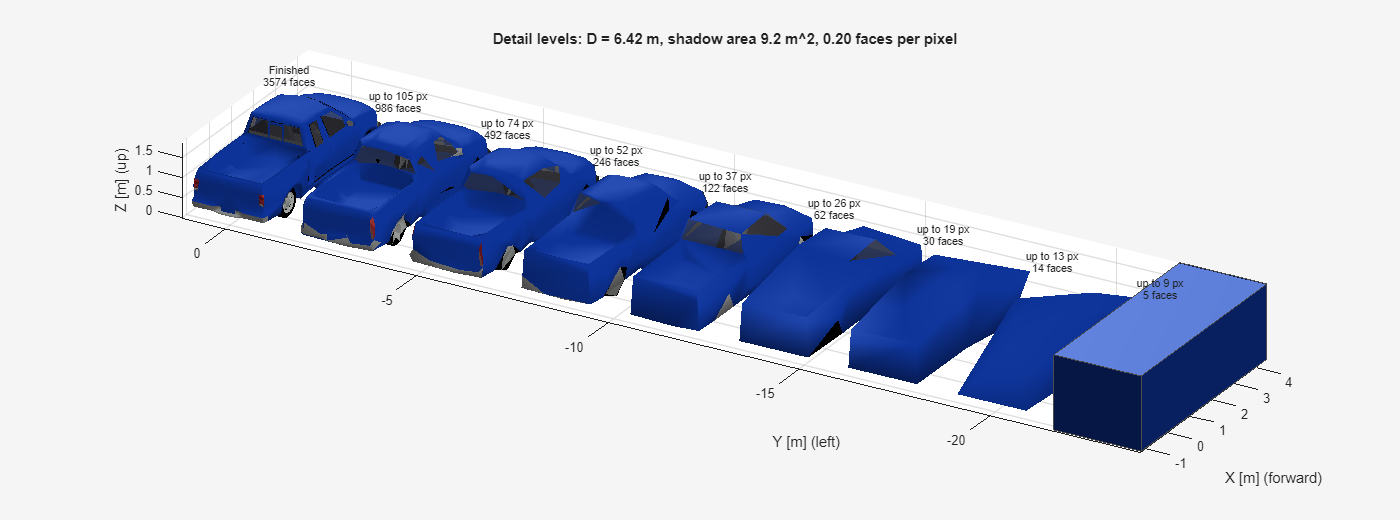 Detail levels: D = 6.42 m, shadow area 9.2 m^2, 0.20 faces per pixel
Finished
3574 faces
up to 105 px
986 faces
up to 74 px
492 faces
up to 52 px
246 faces
up to 37 px
122 faces
up to 26 px
62 faces
up to 19 px
30 faces
up to 13 px
14 faces
up to 9 px
5 faces
Z [m] (up)
1.5
1
0.5
0
0
-5
-10
-15
-20
Y [m] (left)
4
3
2
1
0
-1
X [m] (forward)